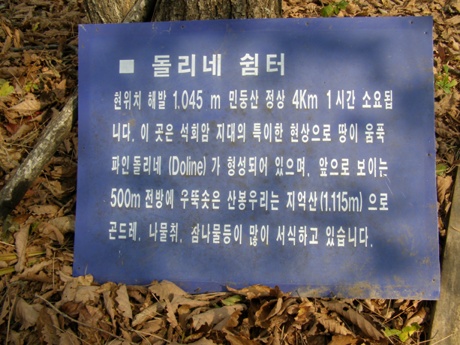 ■ 돌리네 쉼터
현위치 해발 1.045 m 민둥산 정상 4Km 1시간 소요됩
니다. 이 곳은 석회암 지대의 특이한 현상으로 땅이 움푹
파인돌리네 (Doline) 가 형성되어 있으며, 앞으로 보이는
500m 전방에 우뚝솟은 산봉우리는 지억산(1.115m) 으로
곤드레, 나물취, 참나물등이 많이 서식하고 있습니다.